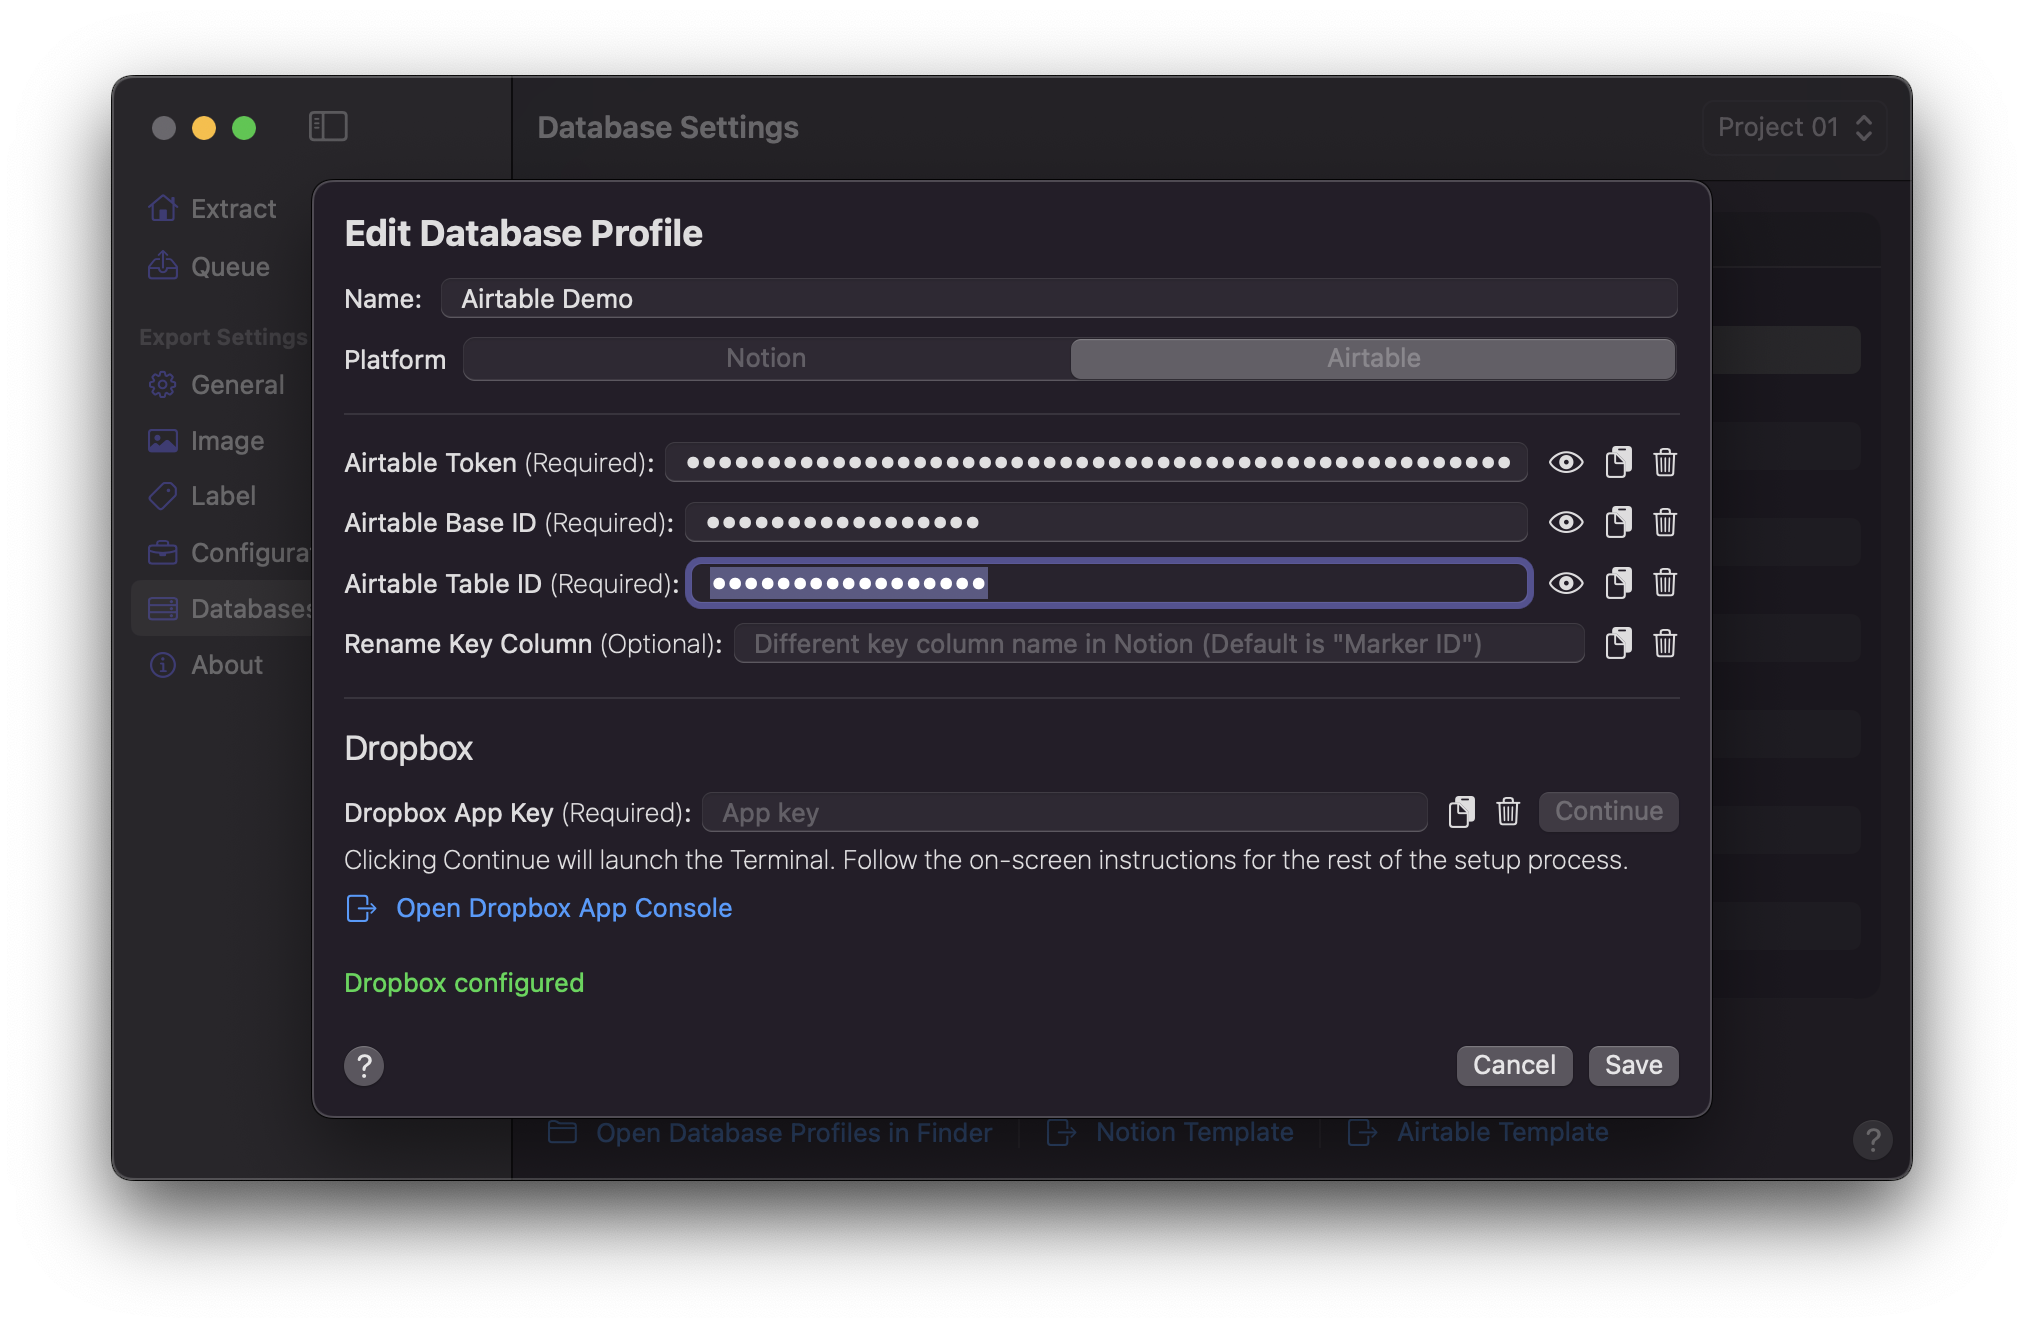 Database Settings
Project 01
Extract
Queue
Export Settings
General
Image
Label
Configura
Databases
About
Edit Database Profile
Name: Airtable Demo
Platform Notion Airtable
Airtable Token (Required): ●●●●●●●●●●●●●●●●●●●●●●●●●●●●●●●●●●●●●●●●●●●●●●●●●●●
Airtable Base ID (Required): ●●●●●●●●●●●●●●●●●
Airtable Table ID (Required): ●●●●●●●●●●●●●●●●●
Rename Key Column (Optional): Different key column name in Notion (Default is "Marker ID")
Dropbox
Dropbox App Key (Required): App key Continue
Clicking Continue will launch the Terminal. Follow the on-screen instructions for the rest of the setup process.
Open Dropbox App Console
Dropbox configured
? Cancel Save
Open Database Profiles in Finder Notion Template Airtable Template ?